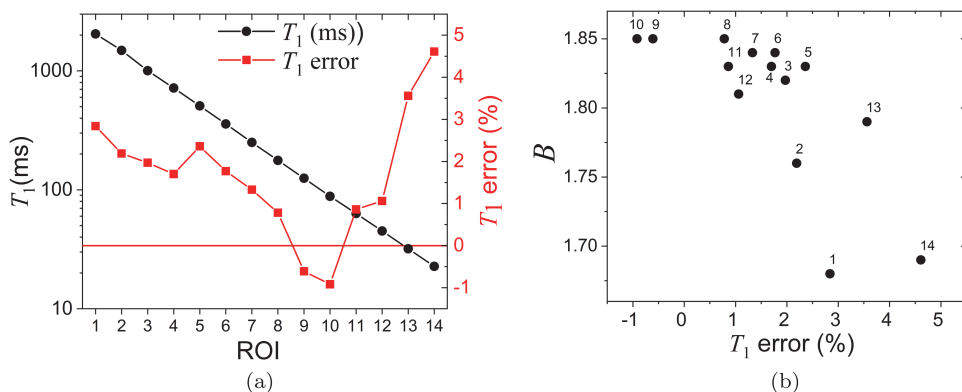 T₁ (ms))
T₁ error
1000
100
10
T₁(ms)
5
4
3
2
1
0
-1
T₁ error (%)
1 2 3 4 5 6 7 8 9 10 11 12 13 14
ROI
(a)
1.85
1.80
1.75
1.70
B
10 9 8 7 6 5
11 4 3
12
13
2
1
14
-1 0 1 2 3 4 5
T₁ error (%)
(b)